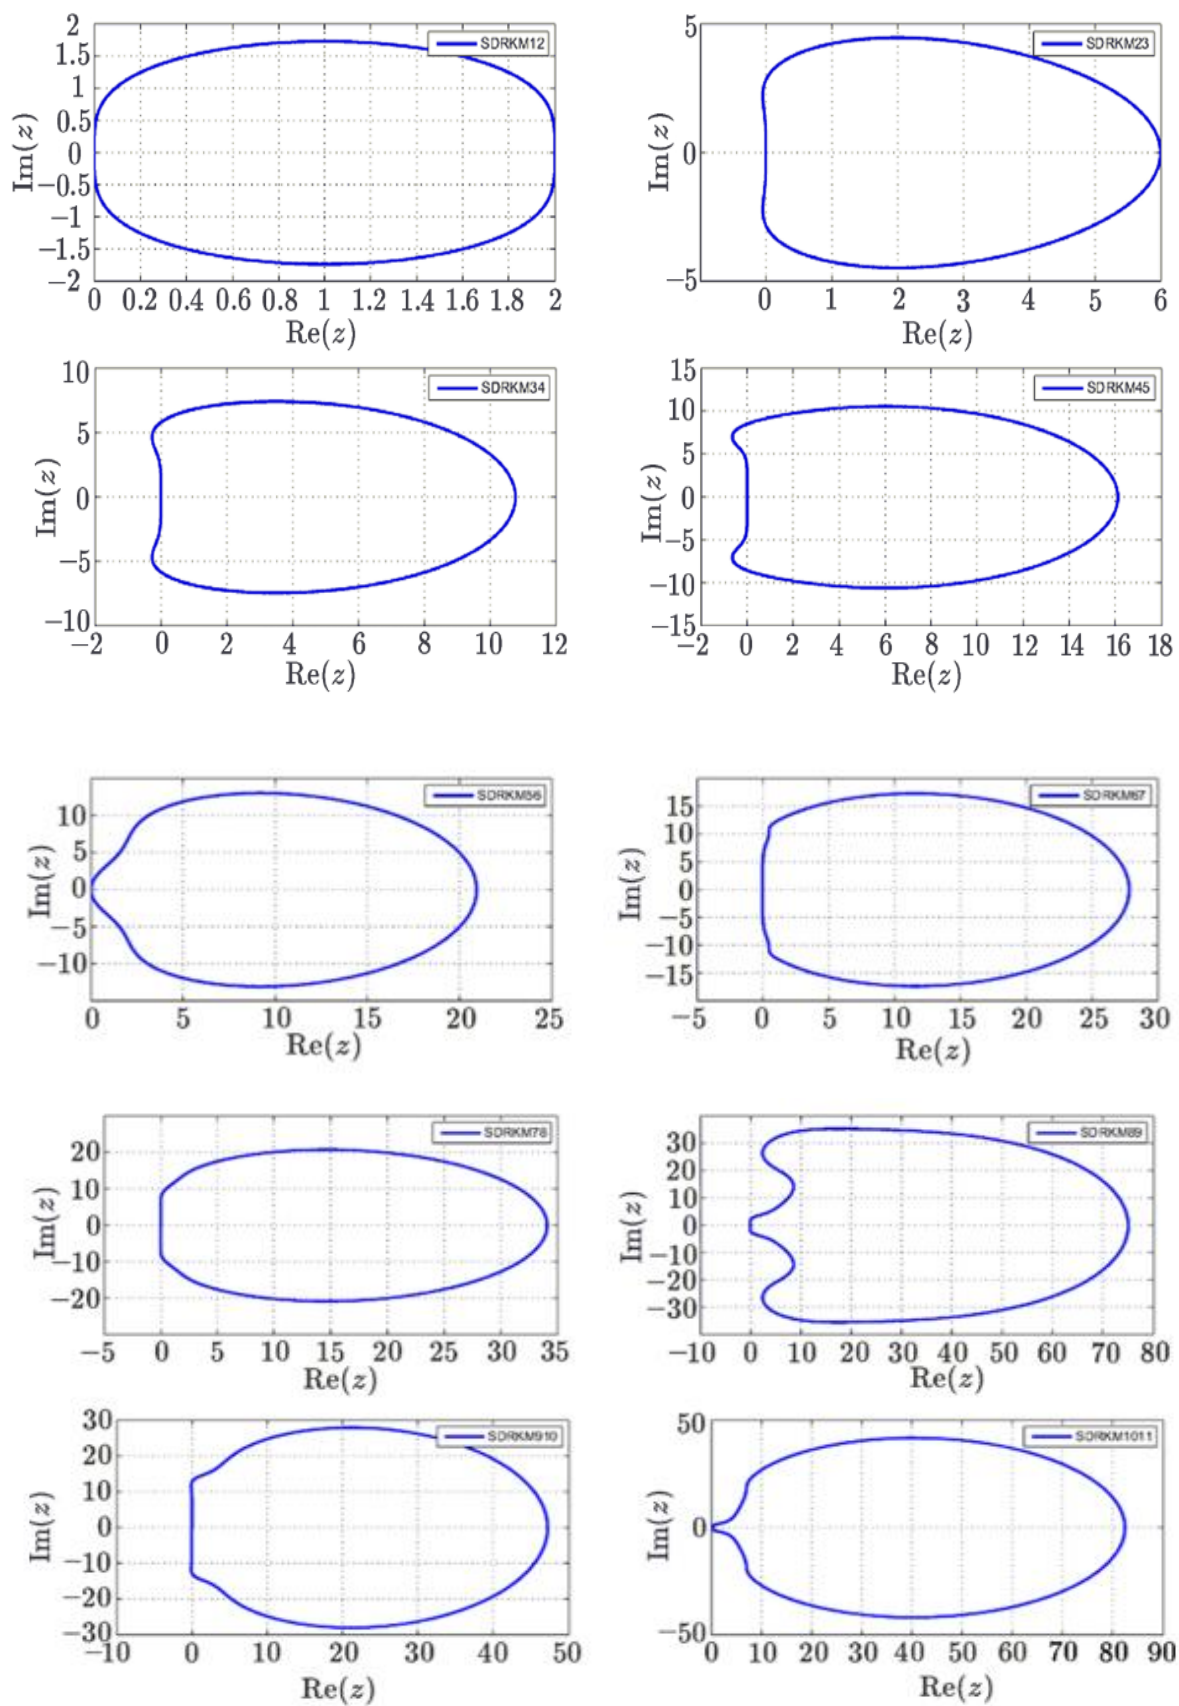 SDRKM12
2
1.5
1
0.5
0
−0.5
−1
−1.5
−2
Im(z)
0 0.2 0.4 0.6 0.8 1 1.2 1.4 1.6 1.8 2
Re(z)
SDRKM23
5
0
−5
Im(z)
0 1 2 3 4 5 6
Re(z)
SDRKM34
10
5
0
−5
−10
Im(z)
−2 0 2 4 6 8 10 12
Re(z)
SDRKM45
15
10
5
0
−5
−10
−15
Im(z)
−2 0 2 4 6 8 10 12 14 16 18
Re(z)
SDRKM56
10
5
0
−5
−10
Im(z)
0 5 10 15 20 25
Re(z)
SDRKM67
15
10
5
0
−5
−10
−15
Im(z)
−5 0 5 10 15 20 25 30
Re(z)
SDRKM78
20
10
0
−10
−20
Im(z)
−5 0 5 10 15 20 25 30 35
Re(z)
SDRKM89
30
20
10
0
−10
−20
−30
Im(z)
−10 0 10 20 30 40 50 60 70 80
Re(z)
SDRKM910
30
20
10
0
−10
−20
−30
Im(z)
−10 0 10 20 30 40 50
Re(z)
SDRKM1011
50
0
−50
Im(z)
0 10 20 30 40 50 60 70 80 90
Re(z)